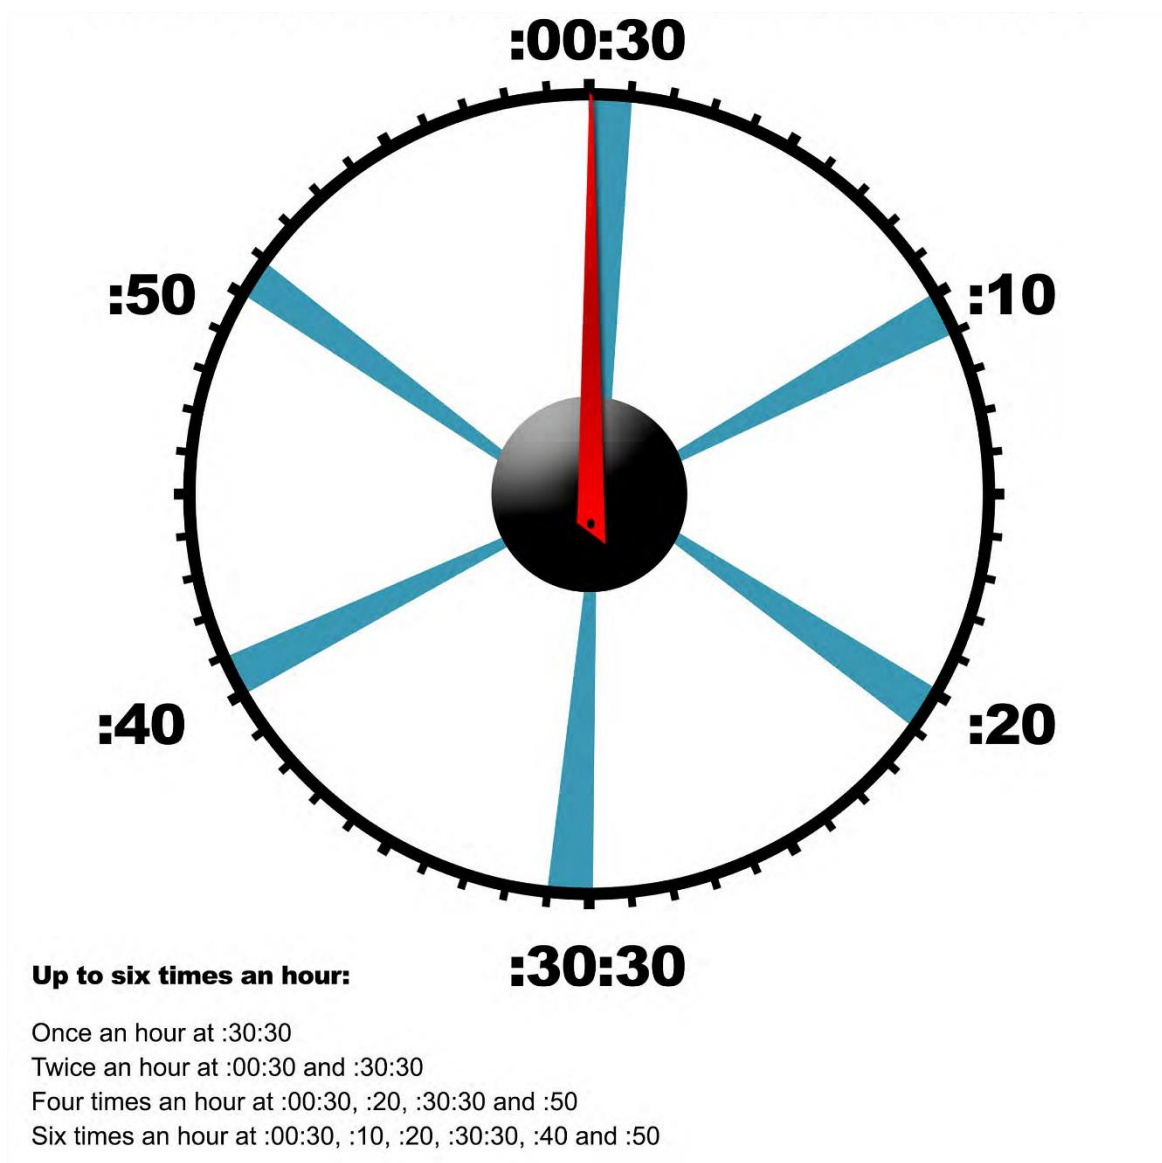 :00:30
:50
:10
:40
:20
:30:30
Up to six times an hour:
Once an hour at :30:30
Twice an hour at :00:30 and :30:30
Four times an hour at :00:30, :20, :30:30 and :50
Six times an hour at :00:30, :10, :20, :30:30, :40 and :50